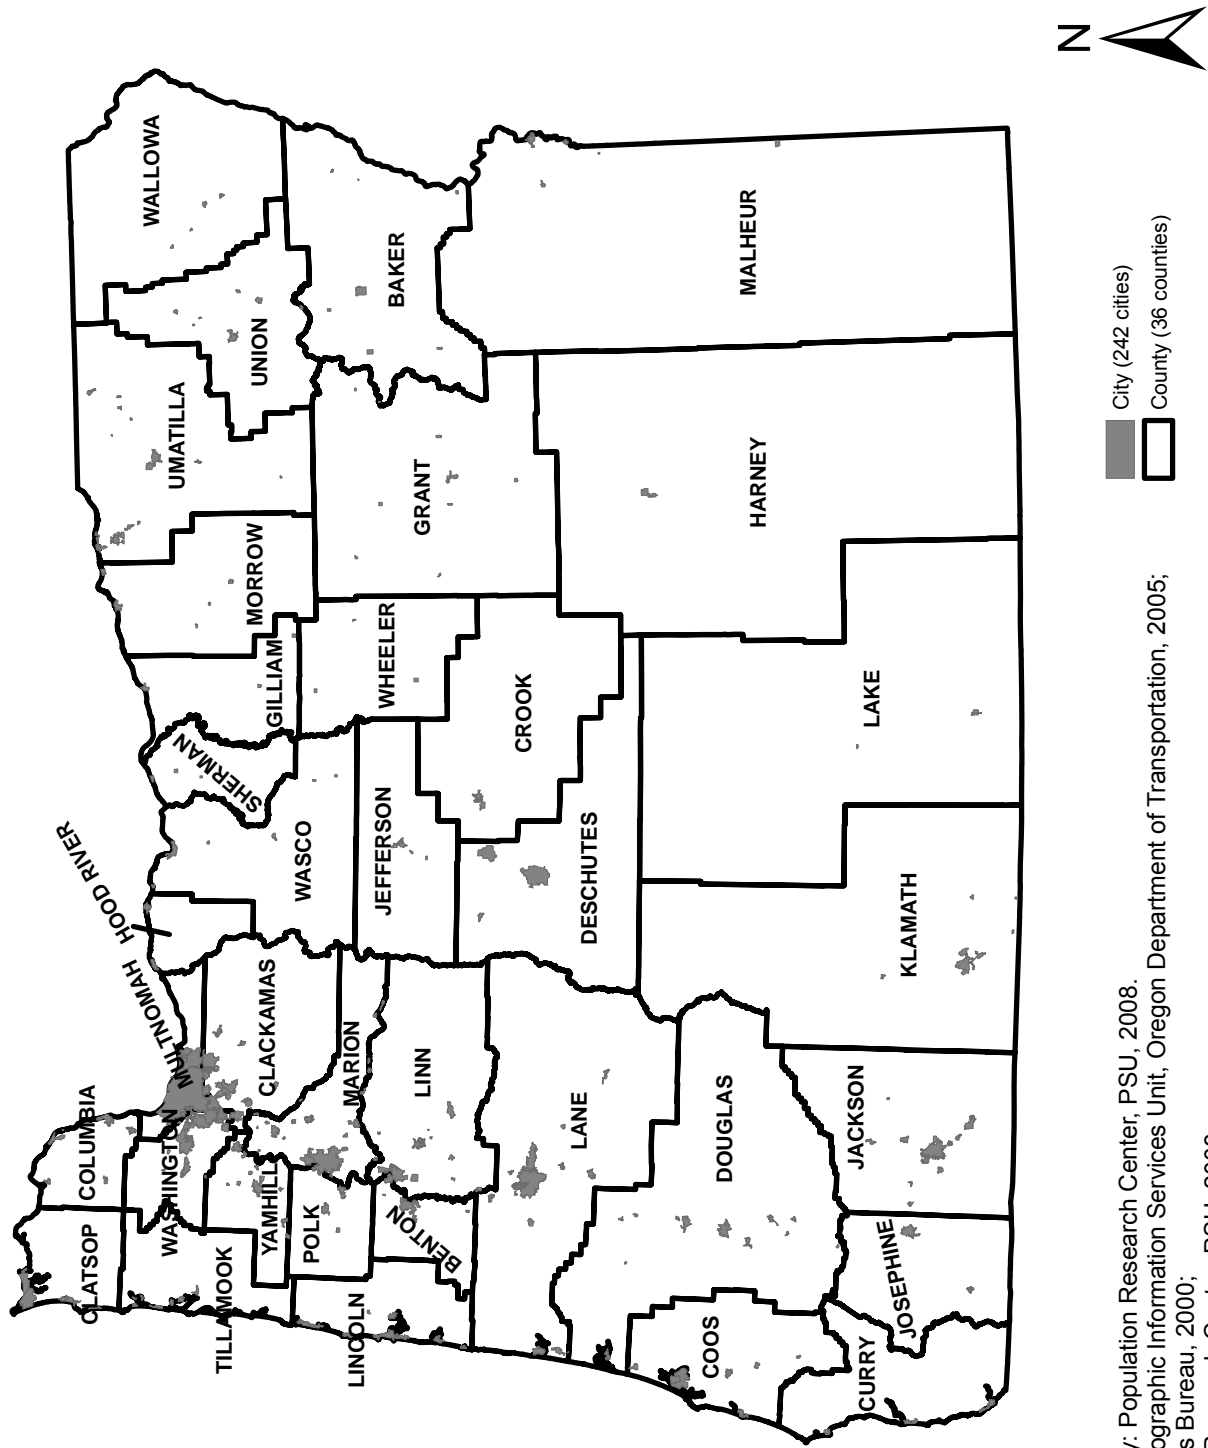 N
WALLOWA
UMATILLA
UNION
BAKER
MORROW
GILLIAM
SHERMAN
WASCO
HOOD RIVER
MULTNOMAH
COLUMBIA
CLATSOP
WASHINGTON
TILLAMOOK
YAMHILL
CLACKAMAS
MARION
POLK
LINCOLN
BENTON
LINN
JEFFERSON
WHEELER
GRANT
CROOK
DESCHUTES
LANE
DOUGLAS
COOS
CURRY
JOSEPHINE
JACKSON
KLAMATH
LAKE
HARNEY
MALHEUR
City (242 cities)
County (36 counties)
y: Population Research Center, PSU, 2008.
ographic Information Services Unit, Oregon Department of Transportation, 2005;
s Bureau, 2000;